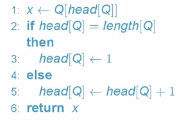 1: x ← Q[head[Q]]
2: if head[Q] = length[Q]
then
3: head[Q] ← 1
4: else
5: head[Q] ← head[Q] + 1
6: return x